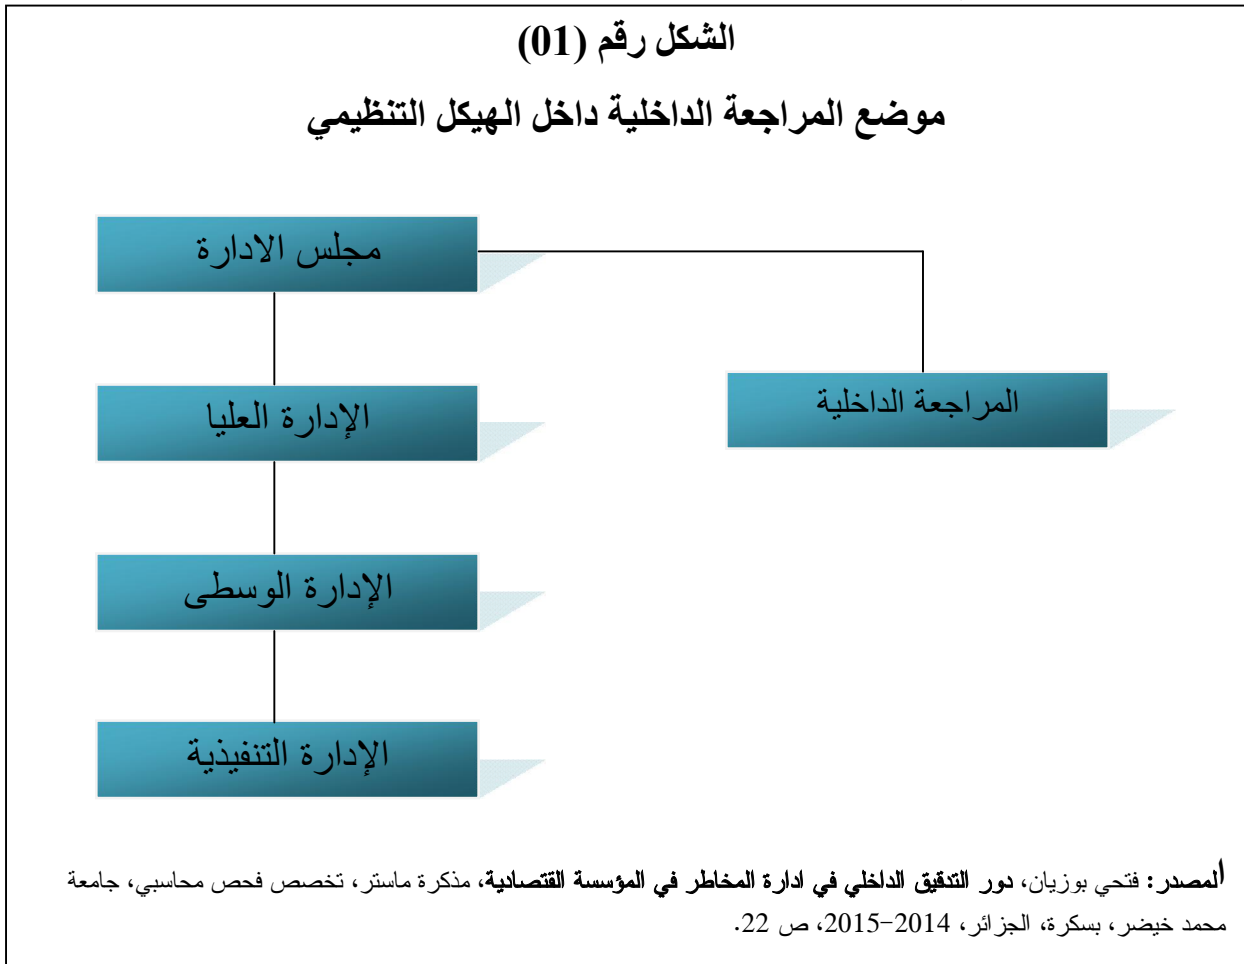 الشكل رقم (01)
موضع المراجعة الداخلية داخل الهيكل التنظيمي
مجلس الادارة
الإدارة العليا
المراجعة الداخلية
الإدارة الوسطى
الإدارة التنفيذية
المصدر: فتحي بوزيان، دور التدقيق الداخلي في ادارة المخاطر في المؤسسة القتصادية، مذكرة ماستر، تخصص فحص محاسبي، جامعة
محمد خيضر، بسكرة، الجزائر، 2014-2015، ص 22.